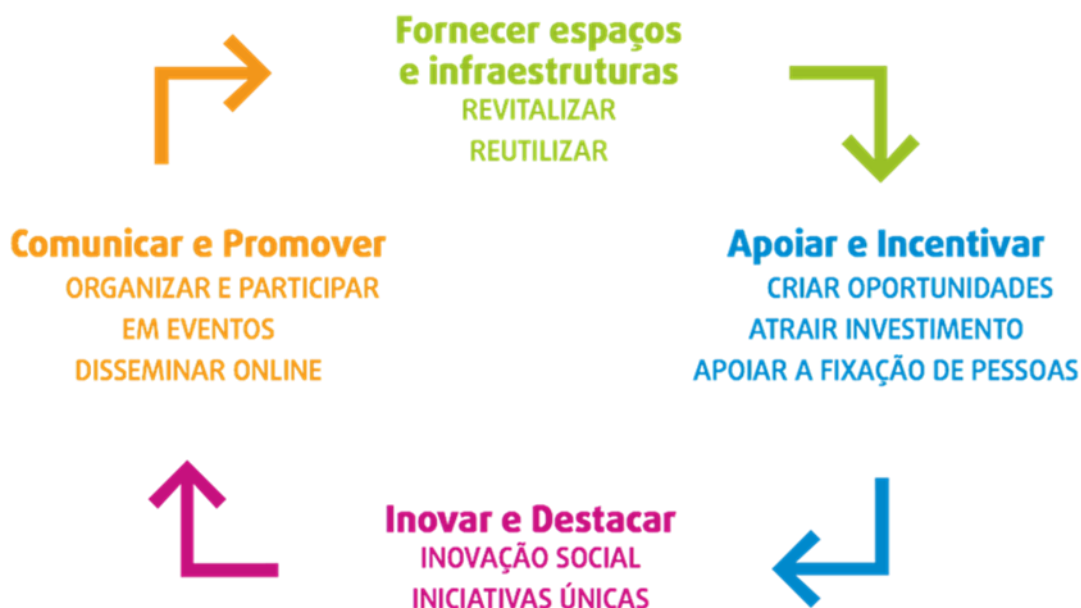 Fornecer espaços
e infraestruturas
REVITALIZAR
REUTILIZAR
Comunicar e Promover
ORGANIZAR E PARTICIPAR
EM EVENTOS
DISSEMINAR ONLINE
Apoiar e Incentivar
CRIAR OPORTUNIDADES
ATRAIR INVESTIMENTO
APOIAR A FIXAÇÃO DE PESSOAS
Inovar e Destacar
INOVAÇÃO SOCIAL
INICIATIVAS ÚNICAS